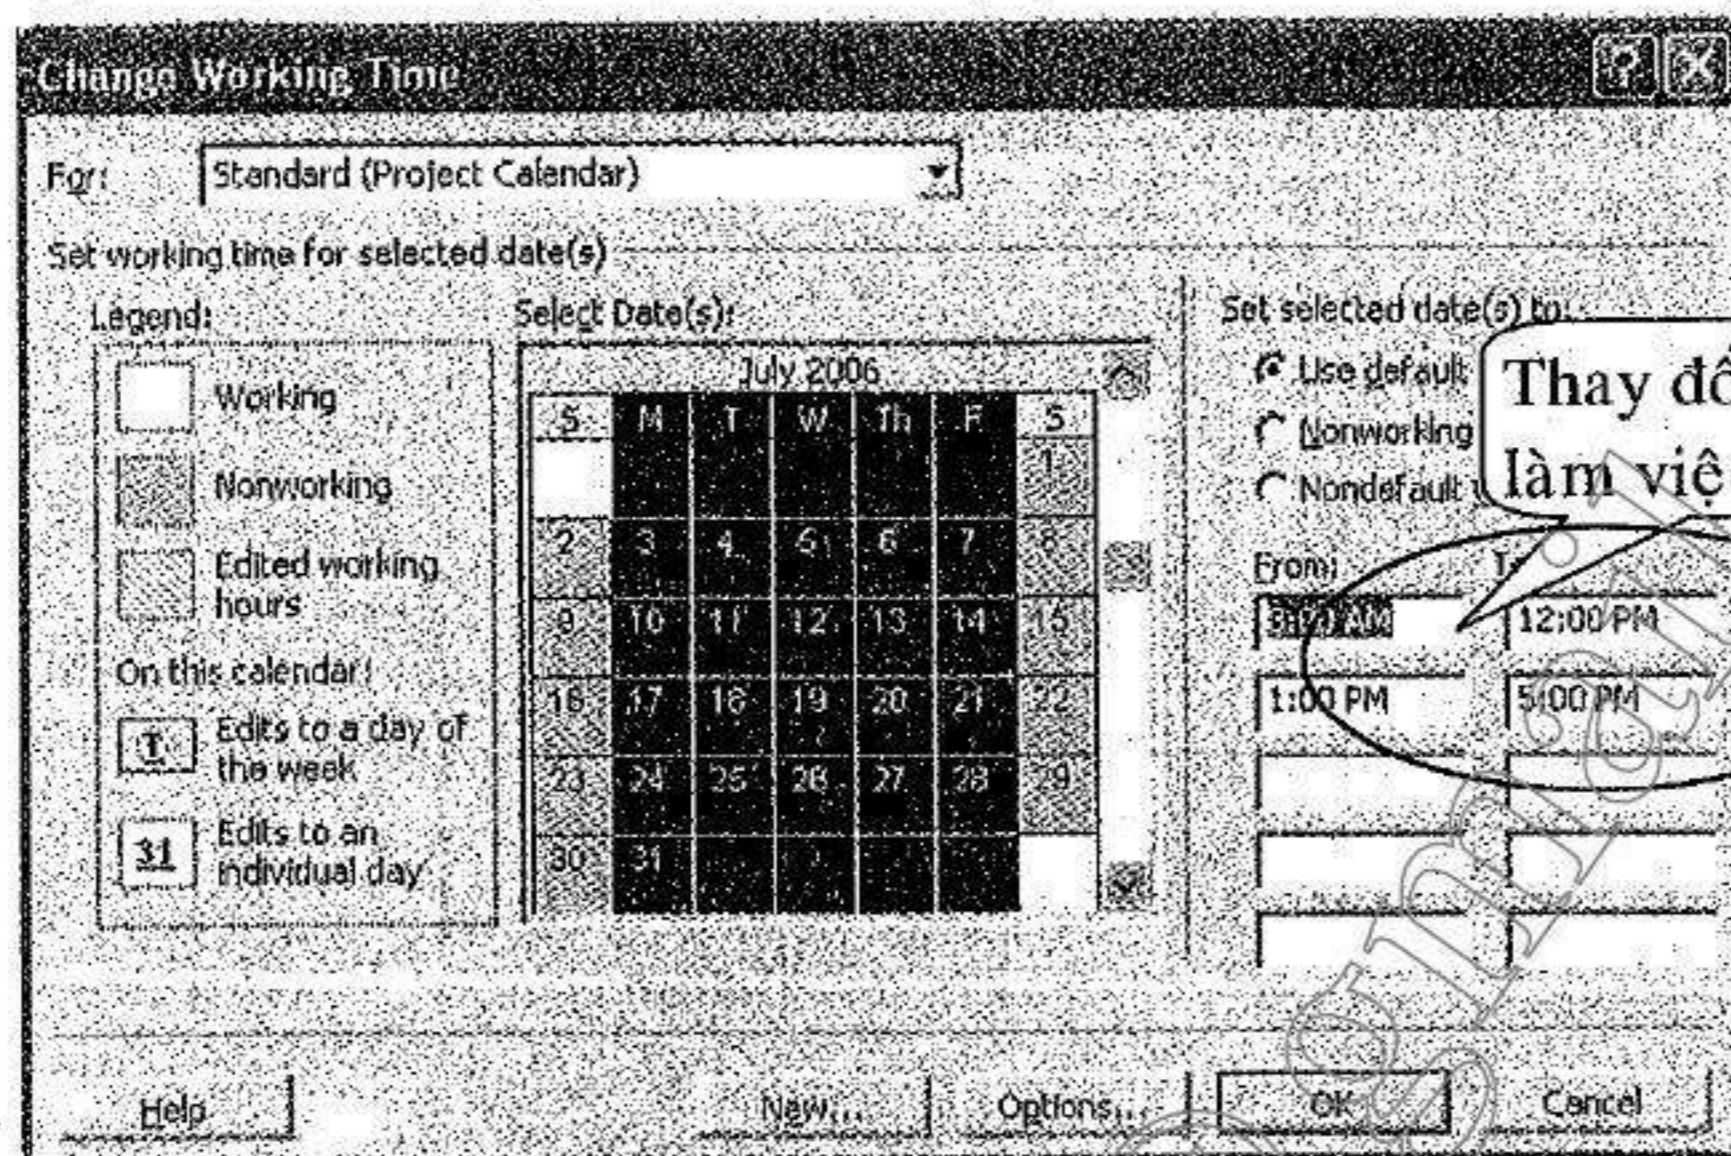 Change Working Time
For: Standard (Project Calendar)
Set working time for selected date(s)
Legend:
Working
Nonworking
Edited working
hours
On this calendar:
T Edits to a day of
the week
31 Edits to an
individual day
Select Date(s):
July 2006
S M T W Th F S
1
2 3 4 5 6 7 8
9 10 11 12 13 14 15
16 17 18 19 20 21 22
23 24 25 26 27 28 29
30 31
Set selected date(s) to:
Use default
Nonworking
Nondefault
Thay đổ
làm việ
From:
12:00 PM
1:00 PM 5:00 PM
Help New... Options... OK Cancel